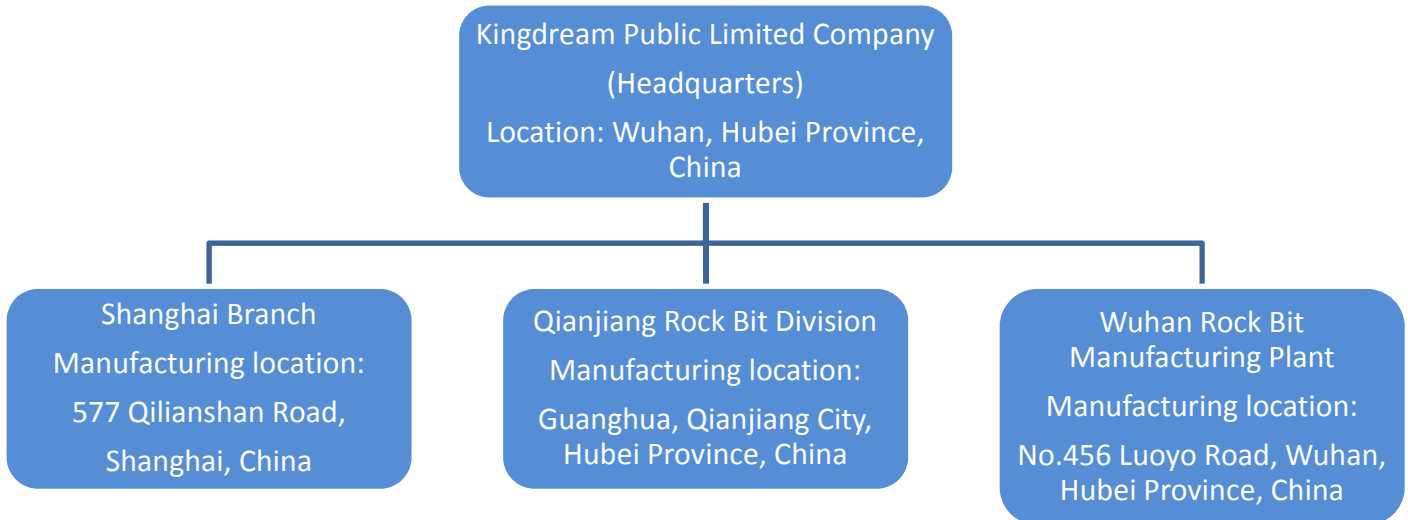 Kingdream Public Limited Company
(Headquarters)
Location: Wuhan, Hubei Province,
China
Shanghai Branch
Manufacturing location:
577 Qilianshan Road,
Shanghai, China
Qianjiang Rock Bit Division
Manufacturing location:
Guanghua, Qianjiang City,
Hubei Province, China
Wuhan Rock Bit
Manufacturing Plant
Manufacturing location:
No.456 Luoyo Road, Wuhan,
Hubei Province, China